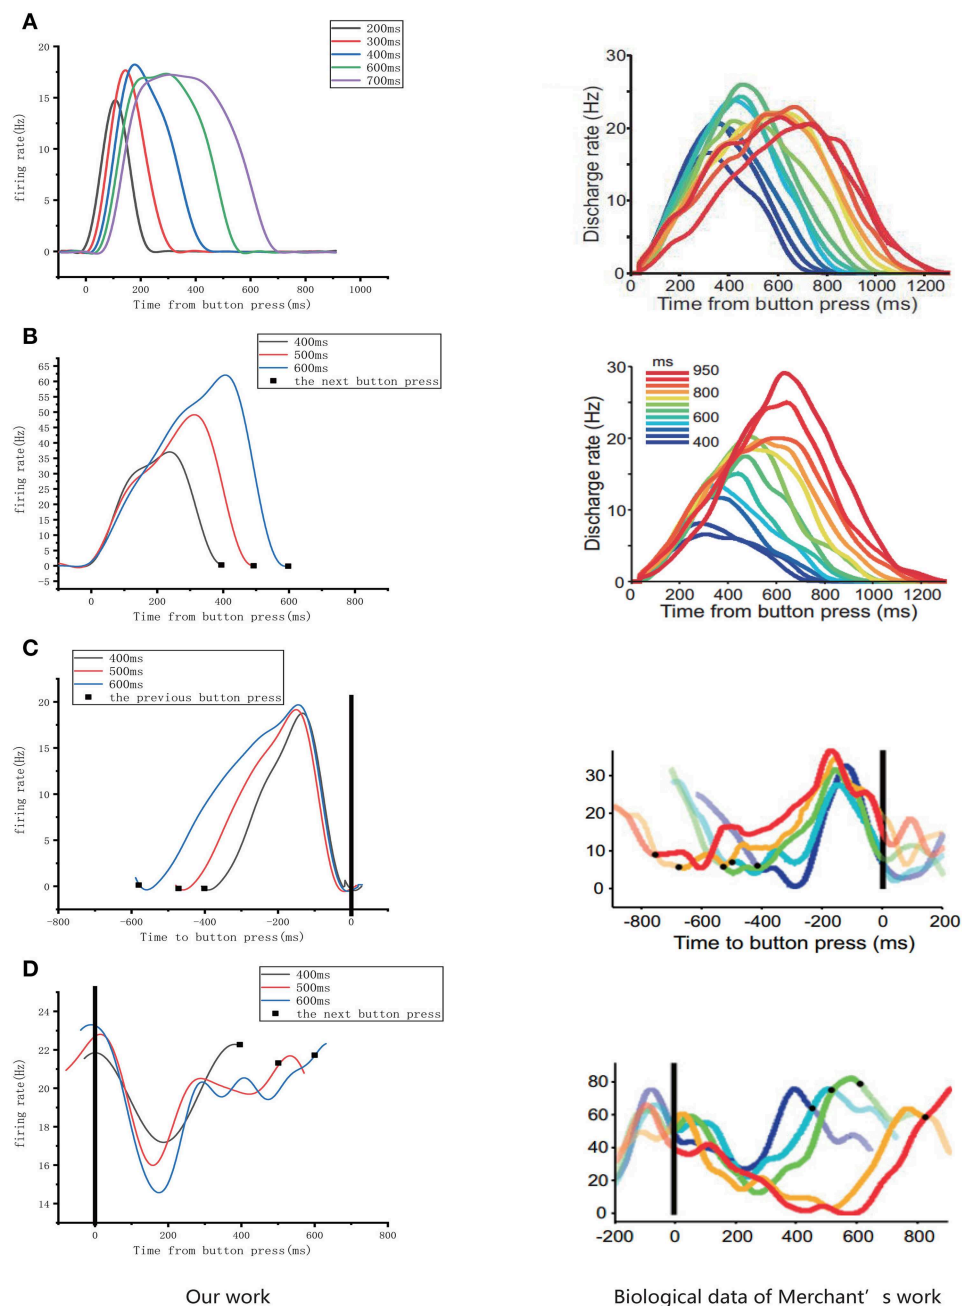 A
200ms
300ms
400ms
600ms
700ms
firing rate(Hz)
20
15
10
5
0
0 200 400 600 800 1000
Time from button press(ms)
Discharge rate (Hz)
30
20
10
0
0 200 400 600 800 1000 1200
Time from button press (ms)
B
400ms
500ms
600ms
the next button press
firing rate(Hz)
65
60
55
50
45
40
35
30
25
20
15
10
5
0
-5
0 200 400 600 800
Time from button press(ms)
ms
950
800
600
400
Discharge rate (Hz)
30
20
10
0
0 200 400 600 800 1000 1200
Time from button press (ms)
C
400ms
500ms
600ms
the previous button press
firing rate(Hz)
20
15
10
5
0
-800 -600 -400 -200 0
Time to button press(ms)
30
20
10
0
-800 -600 -400 -200 0 200
Time to button press (ms)
D
400ms
500ms
600ms
the next button press
firing rate(Hz)
24
22
20
18
16
14
0 200 400 600 800
Time from button press(ms)
80
60
40
20
0
-200 0 200 400 600 800
Our work
Biological data of Merchant’s work